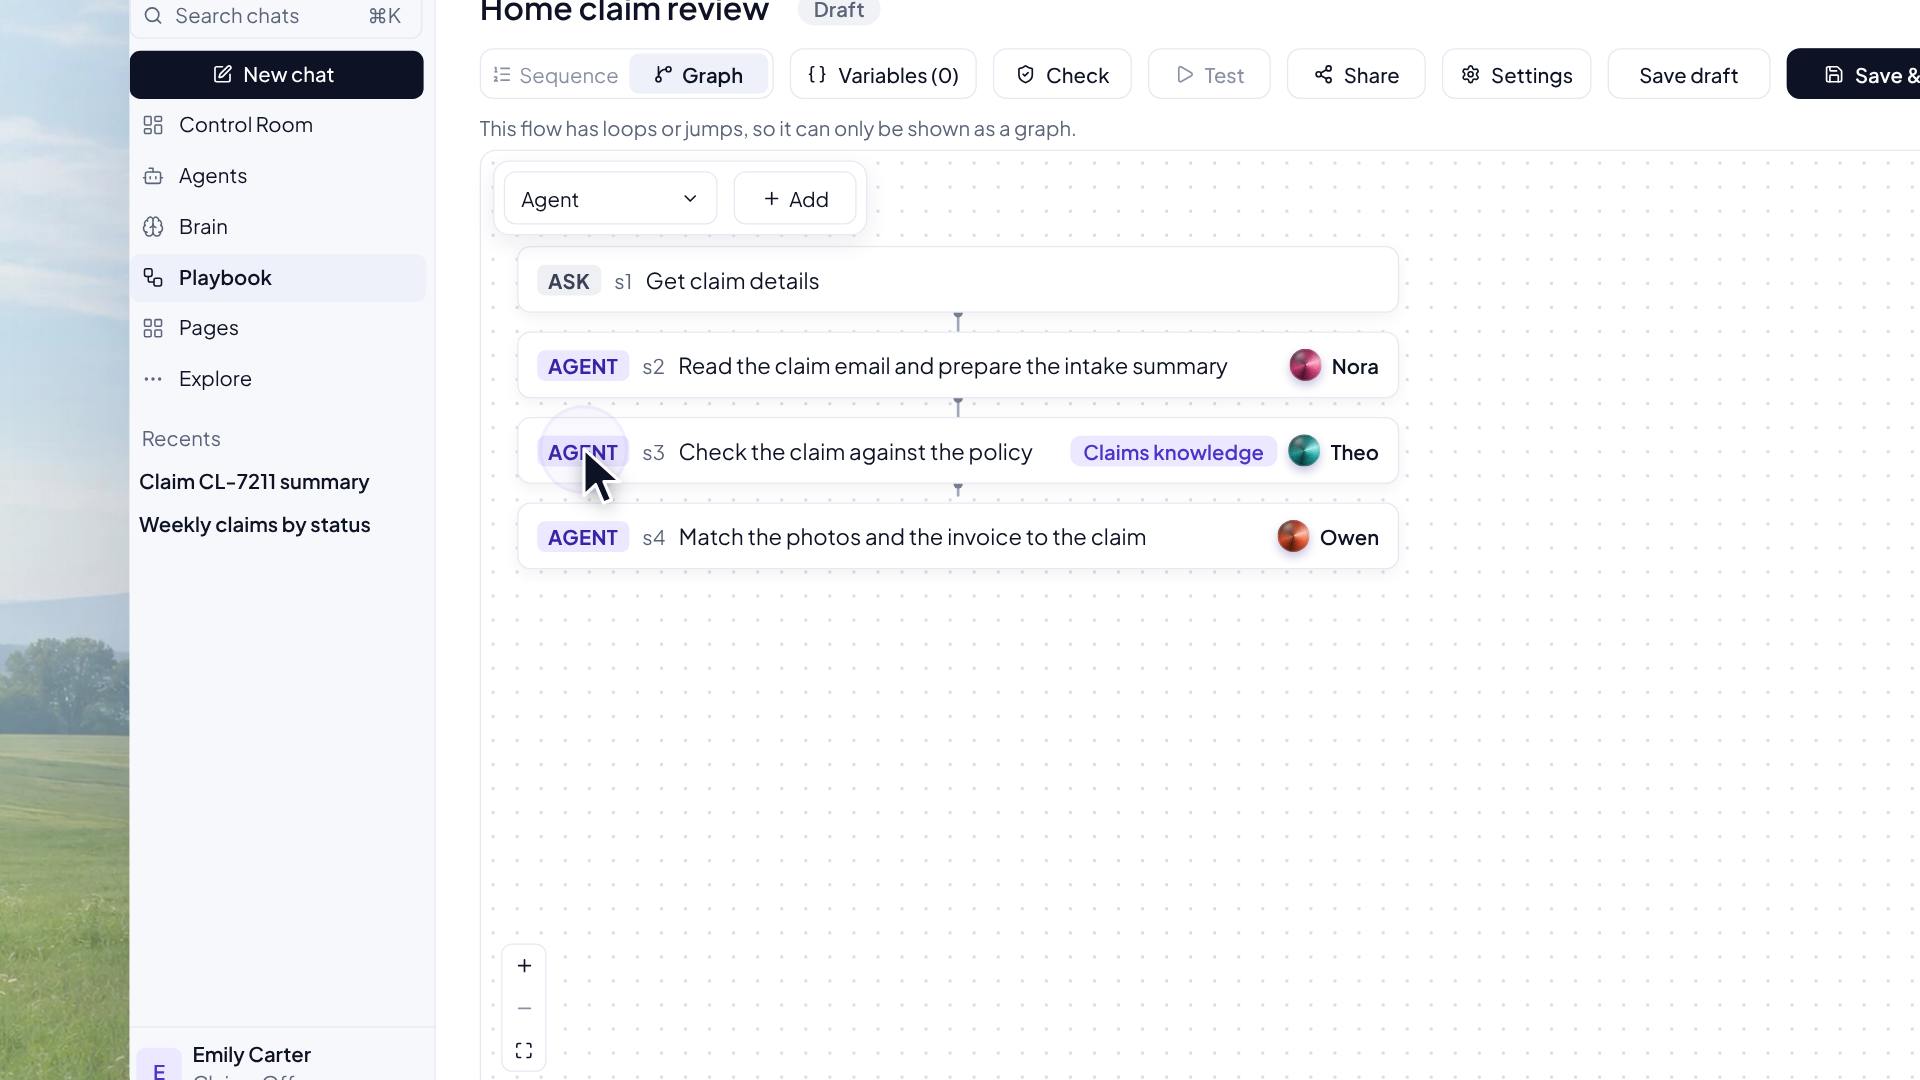 Search chats ⌘K
New chat
Control Room
Agents
Brain
Playbook
Pages
Explore
Recents
Claim CL-7211 summary
Weekly claims by status
E
Emily Carter
Home claim review Draft
Sequence Graph {} Variables (0) Check Test Share Settings Save draft Save &
This flow has loops or jumps, so it can only be shown as a graph.
Agent + Add
ASK s1 Get claim details
AGENT s2 Read the claim email and prepare the intake summary Nora
AGENT s3 Check the claim against the policy Claims knowledge Theo
AGENT s4 Match the photos and the invoice to the claim Owen